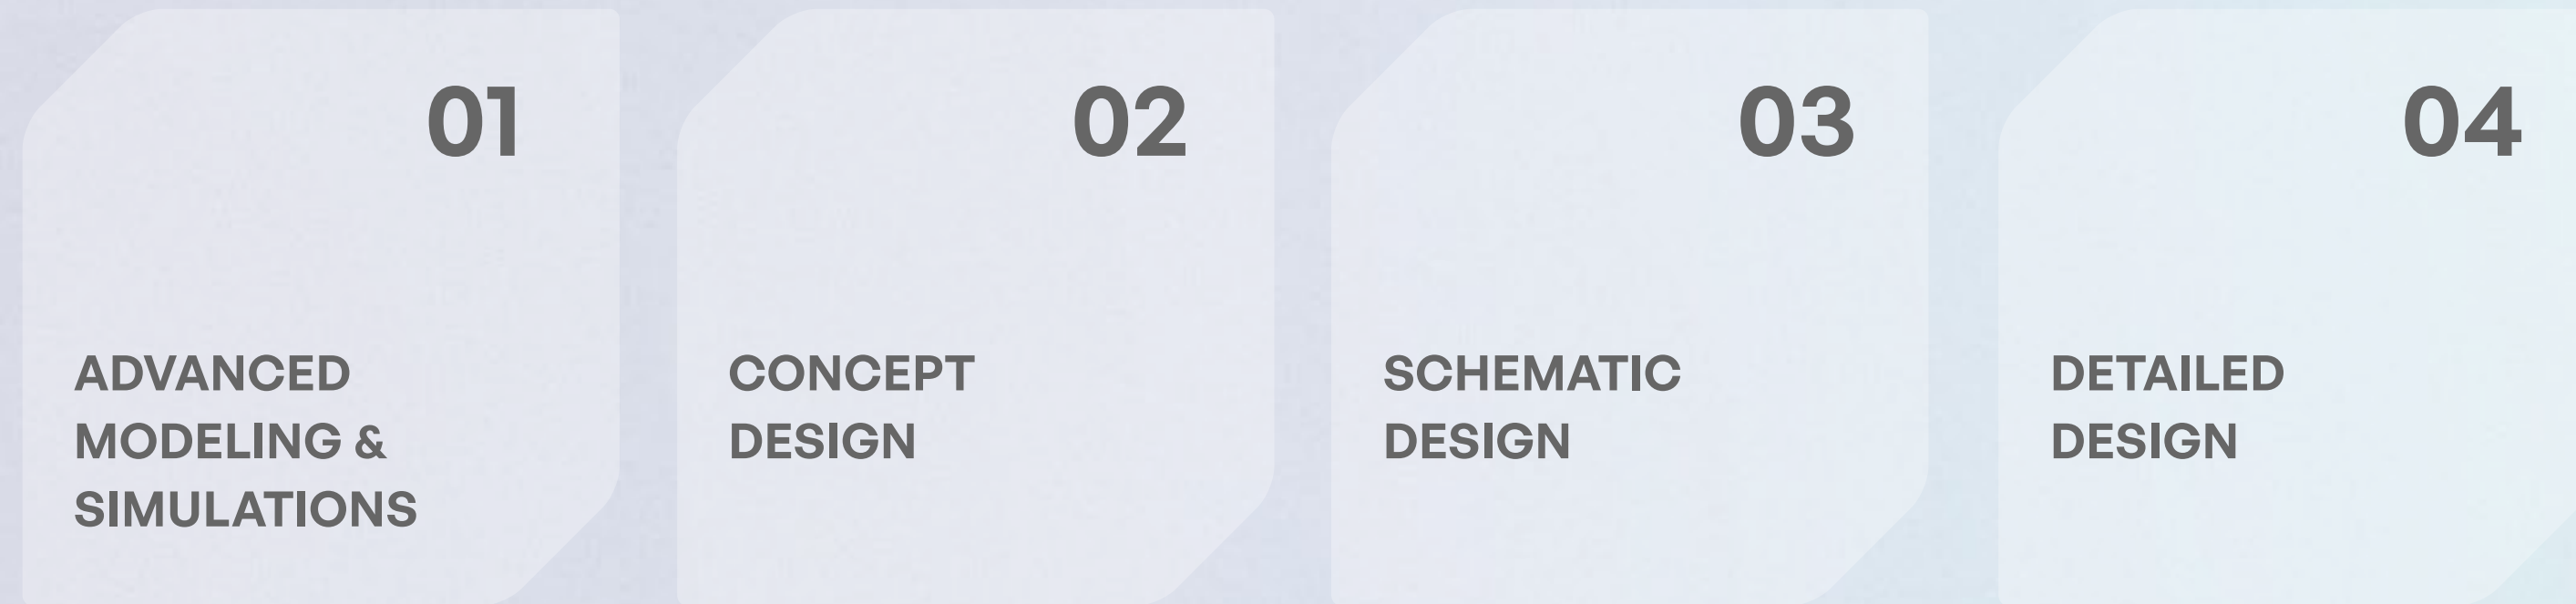 01
ADVANCED
MODELING &
SIMULATIONS
02
CONCEPT
DESIGN
03
SCHEMATIC
DESIGN
04
DETAILED
DESIGN